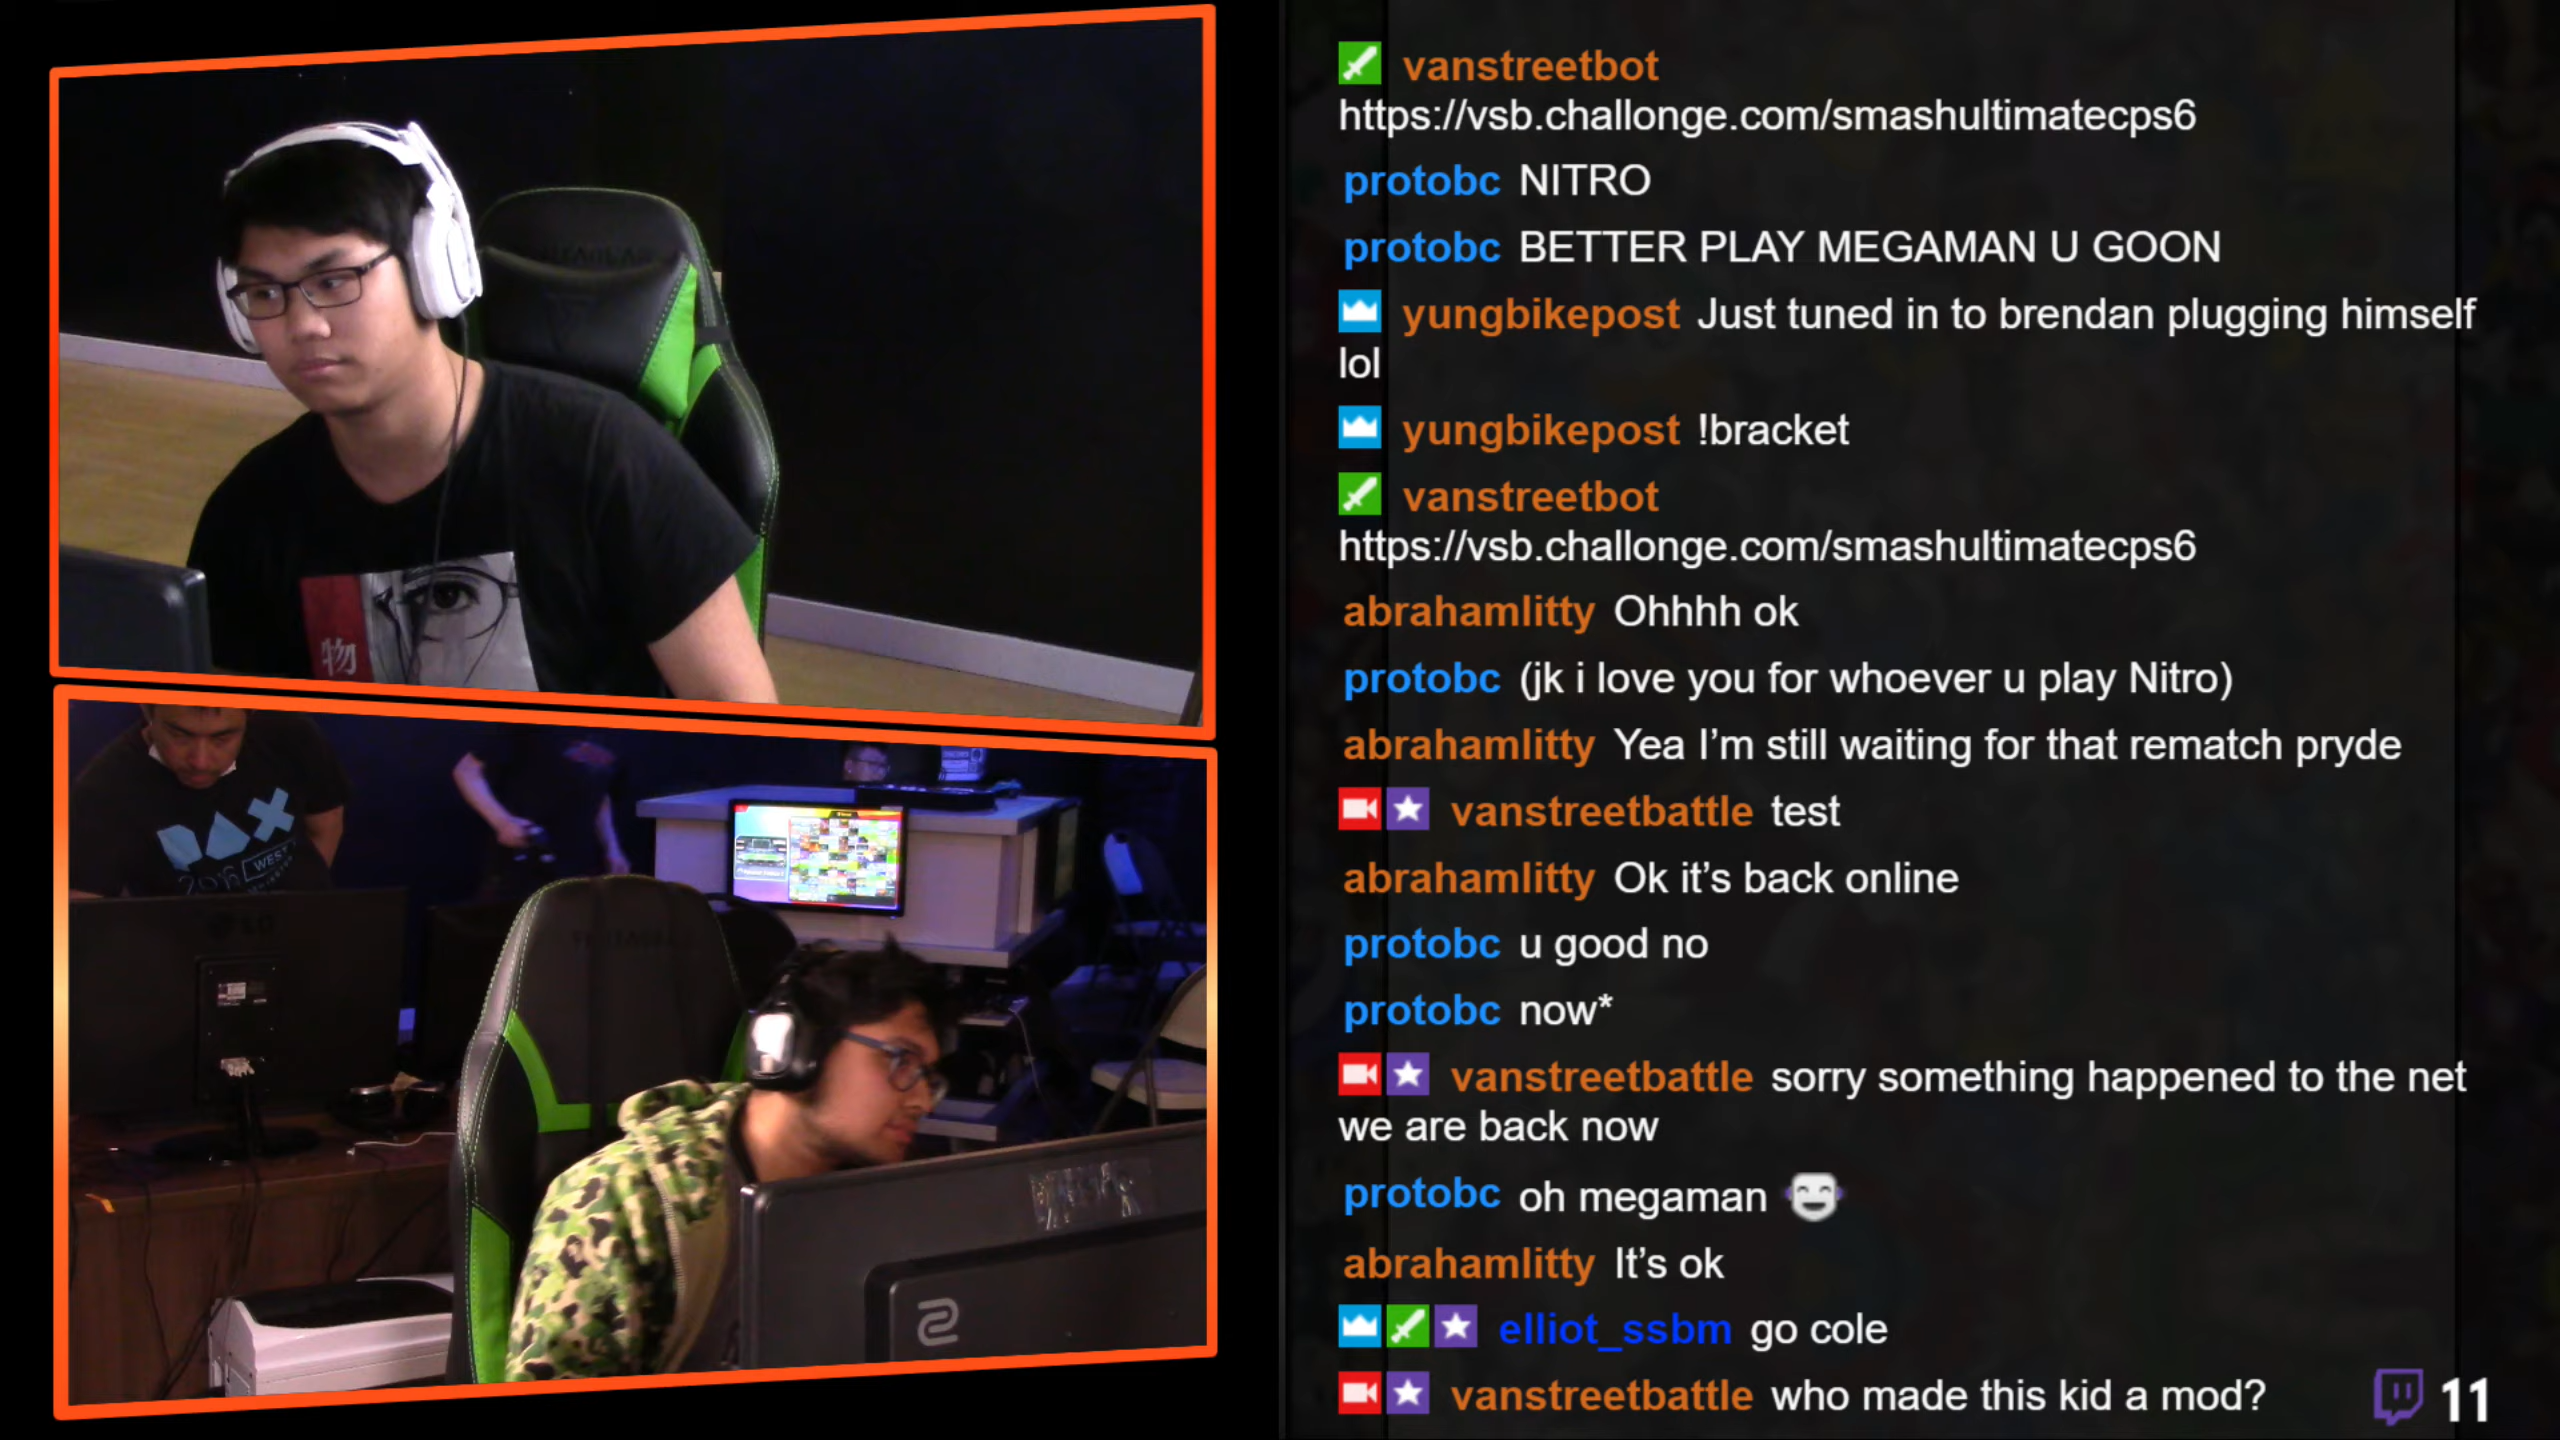 vanstreetbot
https://vsb.challonge.com/smashultimatecps6
protobc NITRO
protobc BETTER PLAY MEGAMAN U GOON
yungbikepost Just tuned in to brendan plugging himself
lol
yungbikepost !bracket
vanstreetbot
https://vsb.challonge.com/smashultimatecps6
abrahamlitty Ohhhh ok
protobc (jk i love you for whoever u play Nitro)
abrahamlitty Yea I’m still waiting for that rematch pryde
vanstreetbattle test
abrahamlitty Ok it’s back online
protobc u good no
protobc now*
vanstreetbattle sorry something happened to the net
we are back now
protobc oh megaman
abrahamlitty It’s ok
elliot_ssbm go cole
vanstreetbattle who made this kid a mod?
11
物
PAX
2016 WEST
LG